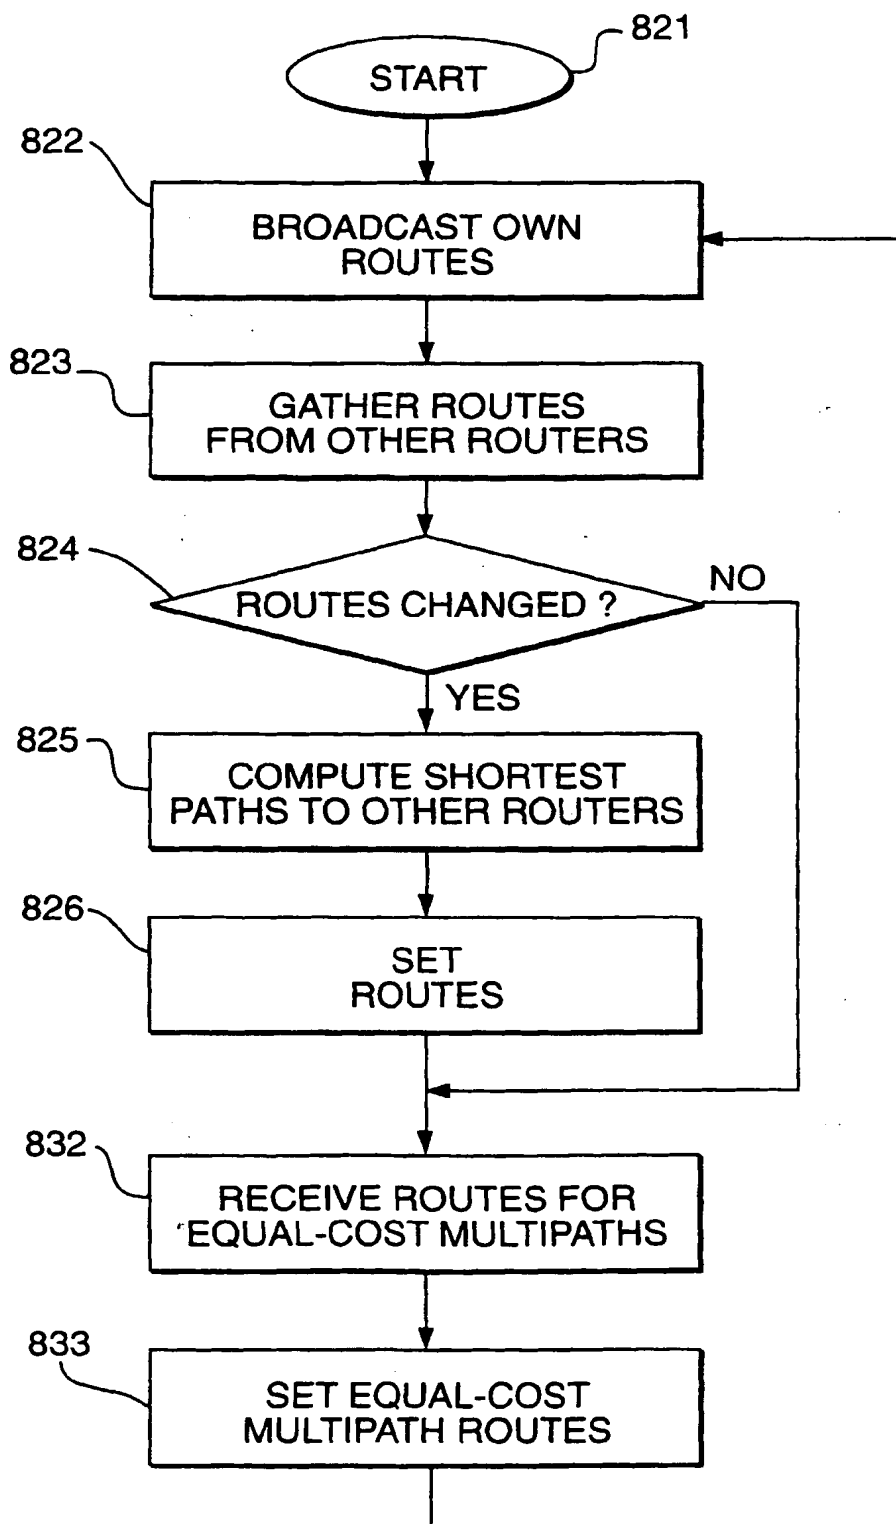 821
START
822
BROADCAST OWN
ROUTES
823
GATHER ROUTES
FROM OTHER ROUTERS
824
ROUTES CHANGED ?
NO
YES
825
COMPUTE SHORTEST
PATHS TO OTHER ROUTERS
826
SET
ROUTES
832
RECEIVE ROUTES FOR
EQUAL-COST MULTIPATHS
833
SET EQUAL-COST
MULTIPATH ROUTES